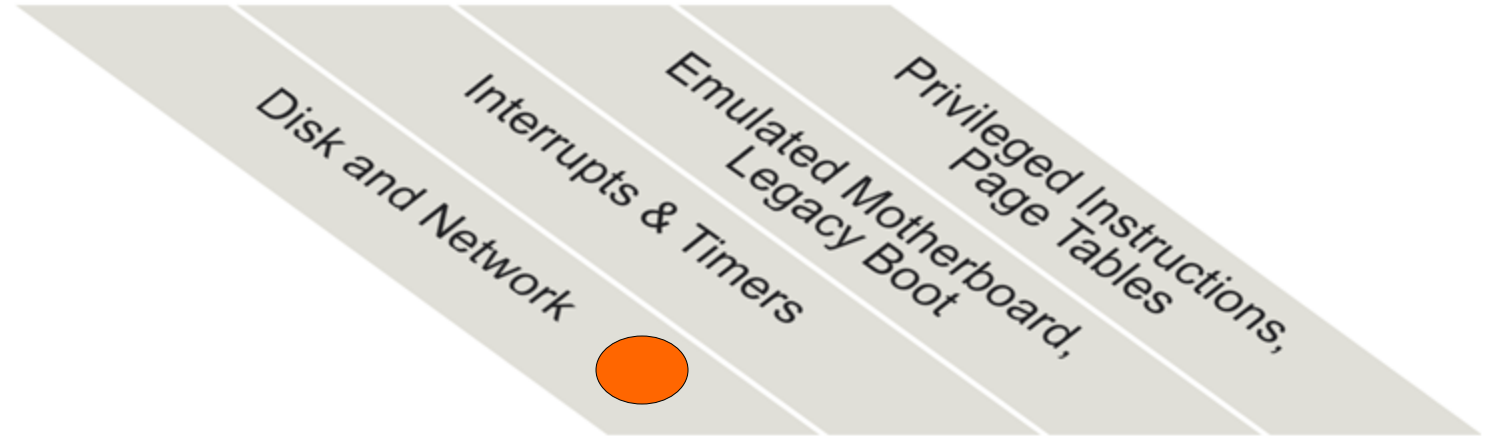 Disk and Network
Interrupts & Timers
Emulated Motherboard,
Legacy Boot
Privileged Instructions,
Page Tables